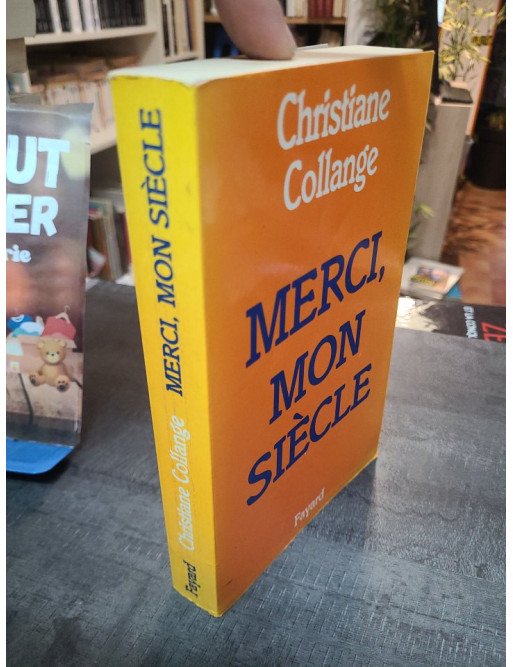 Christiane
Collange
MERCI,
MON
SIÈCLE
Fayard
MERCI, MON SIÈCLE
Christiane Collange
Fayard